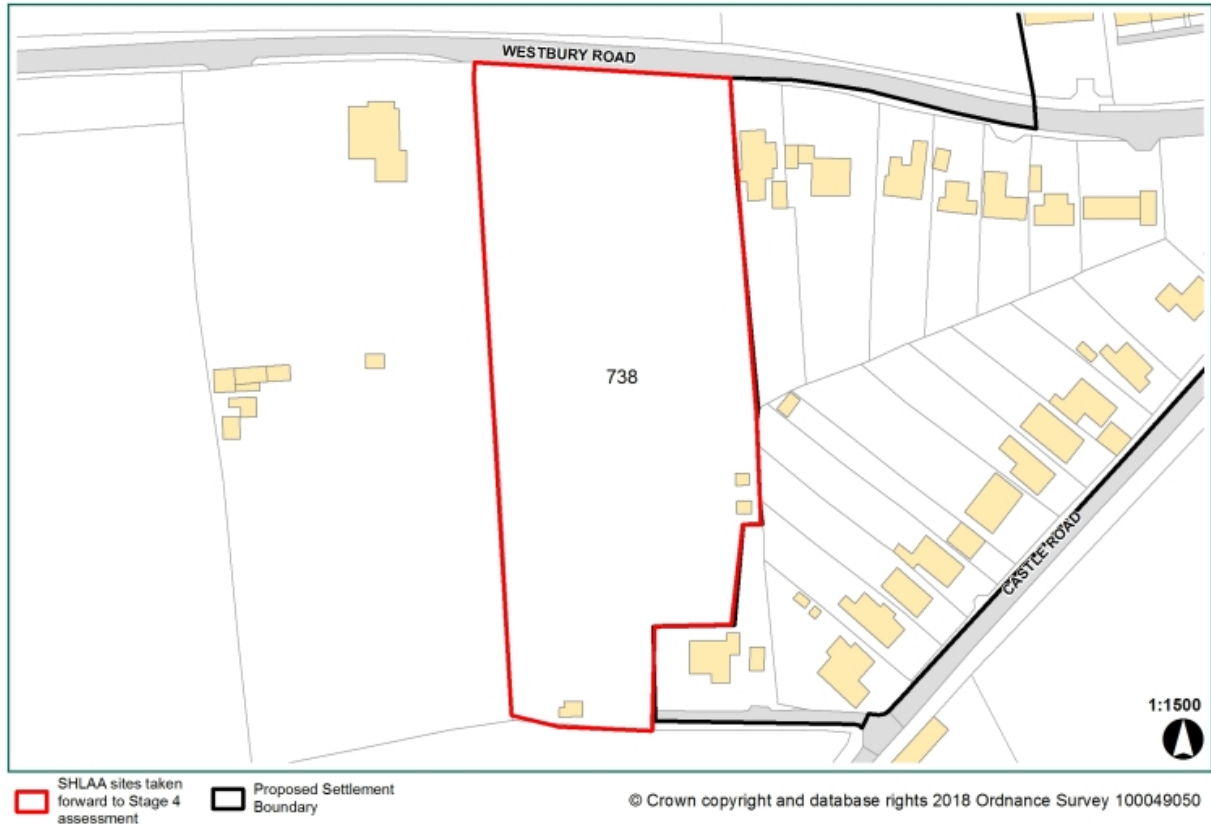 WESTBURY ROAD
738
CASTLE ROAD
1:1500
SHLAA sites taken
forward to Stage 4
assessment
Proposed Settlement
Boundary
© Crown copyright and database rights 2018 Ordnance Survey 100049050